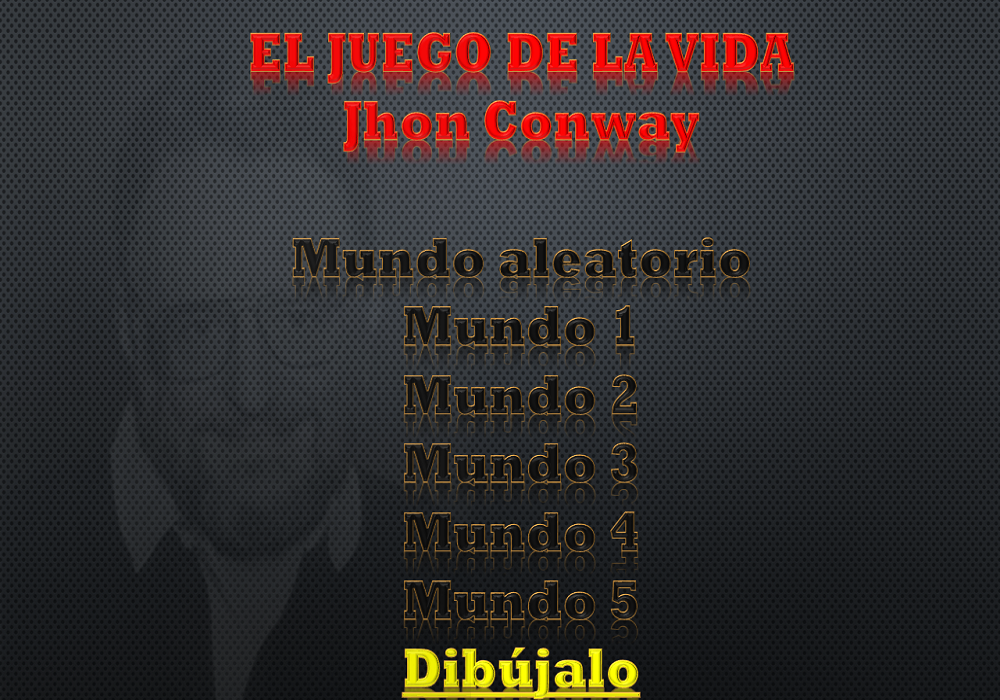 EL JUEGO DE LA VIDA
Jhon Conway
Mundo aleatorio
Mundo 1
Mundo 2
Mundo 3
Mundo 4
Mundo 5
Dibújalo